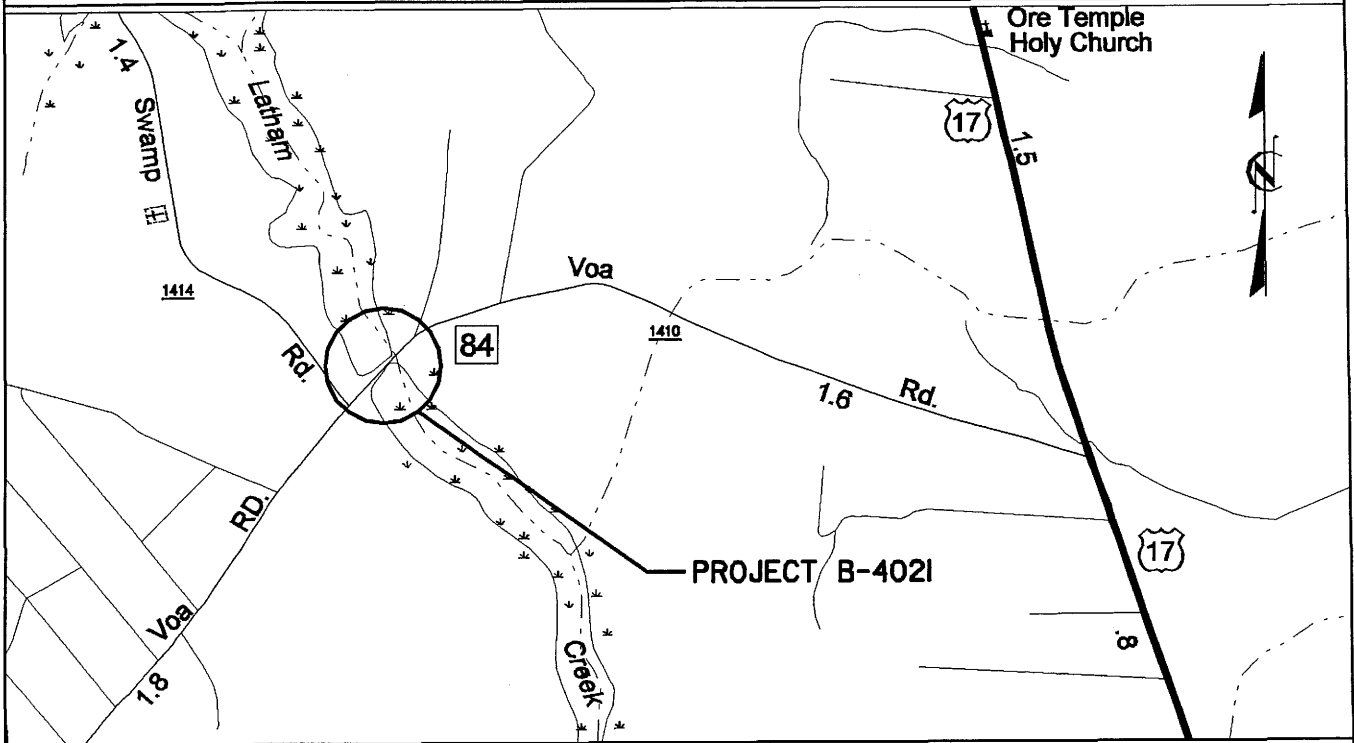 Ore Temple
Holy Church
17
1.5
1.4
Swamp
Latham
1414
Rd.
84
Voa
1410
1.6
Rd.
RD.
Voa
1.8
Creek
PROJECT B-4021
17
.8
N